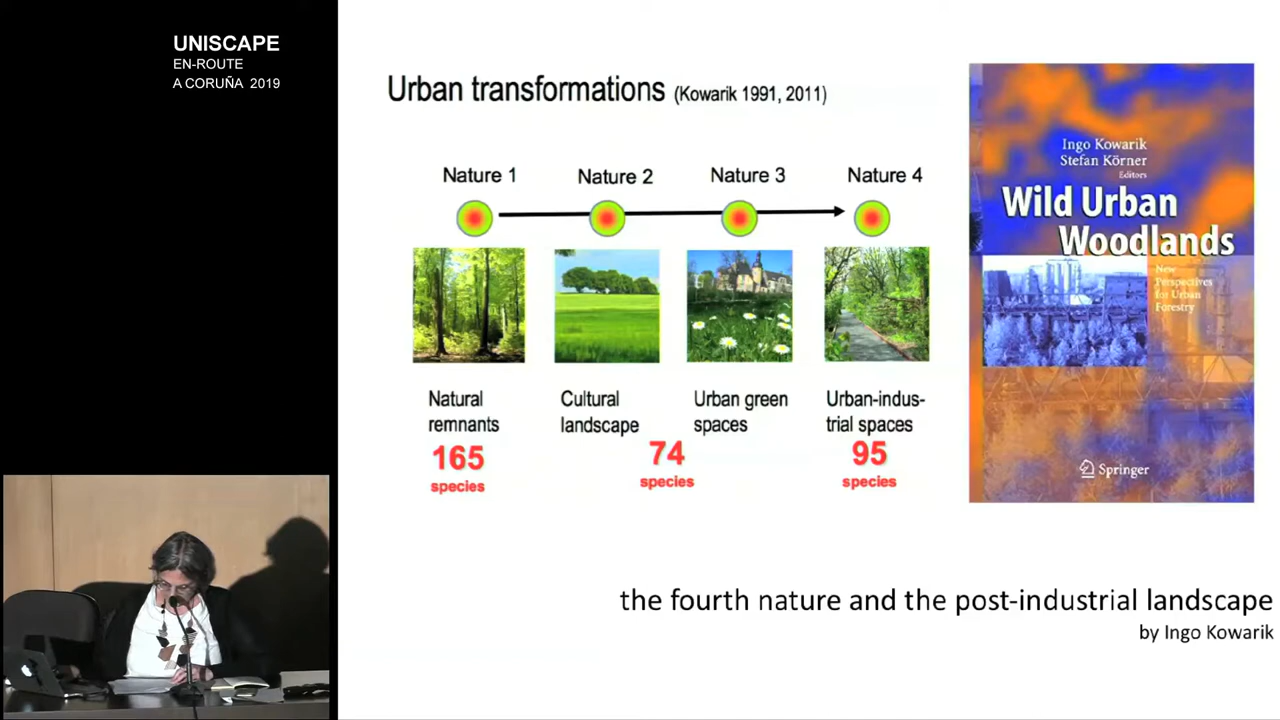 UNISCAPE
EN-ROUTE
A CORUÑA 2019
Urban transformations (Kowarik 1991, 2011)
Nature 1
Nature 2
Nature 3
Nature 4
Natural
remnants
165
species
Cultural
landscape
Urban green
spaces
74
species
Urban-indus-
trial spaces
95
species
Ingo Kowarik
Stefan Körner
Editors
Wild Urban
Woodlands
New
Perspectives
for Urban
Forestry
Springer
the fourth nature and the post-industrial landscape
by Ingo Kowarik